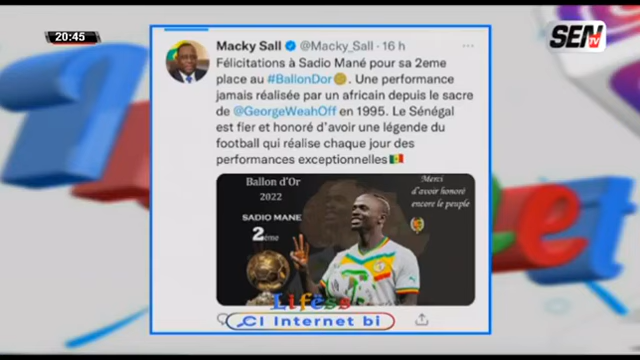 20:45
SEN
TV
Macky Sall @Macky_Sall · 16 h
Félicitations à Sadio Mané pour sa 2eme
place au #BallonDor. Une performance
jamais réalisée par un africain depuis le sacre
de @GeorgeWeahOff en 1995. Le Sénégal
est fier et honoré d'avoir une légende du
football qui réalise chaque jour des
performances exceptionnelles
Ballon d'Or
2022
SADIO MANE
2ème
Merci
d'avoir honoré
encore le peuple
Lifëss
CI Internet bi